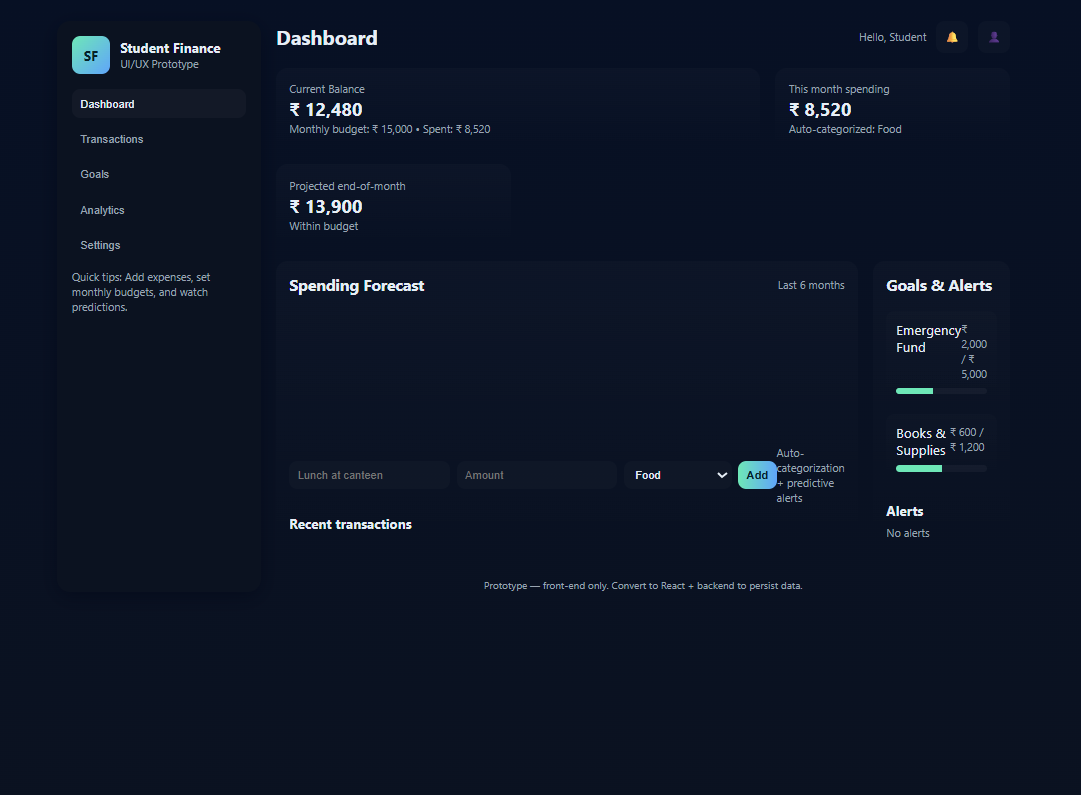 SF
Student Finance
UI/UX Prototype
Dashboard
Transactions
Goals
Analytics
Settings
Quick tips: Add expenses, set
monthly budgets, and watch
predictions.
Dashboard
Hello, Student
Current Balance
₹ 12,480
Monthly budget: ₹ 15,000 • Spent: ₹ 8,520
This month spending
₹ 8,520
Auto-categorized: Food
Projected end-of-month
₹ 13,900
Within budget
Spending Forecast
Last 6 months
Lunch at canteen
Amount
Food
Add
Auto-
categorization
+ predictive
alerts
Recent transactions
Goals & Alerts
Emergency
Fund
₹
2,000
/ ₹
5,000
Books &
Supplies
₹ 600 /
₹ 1,200
Alerts
No alerts
Prototype — front-end only. Convert to React + backend to persist data.